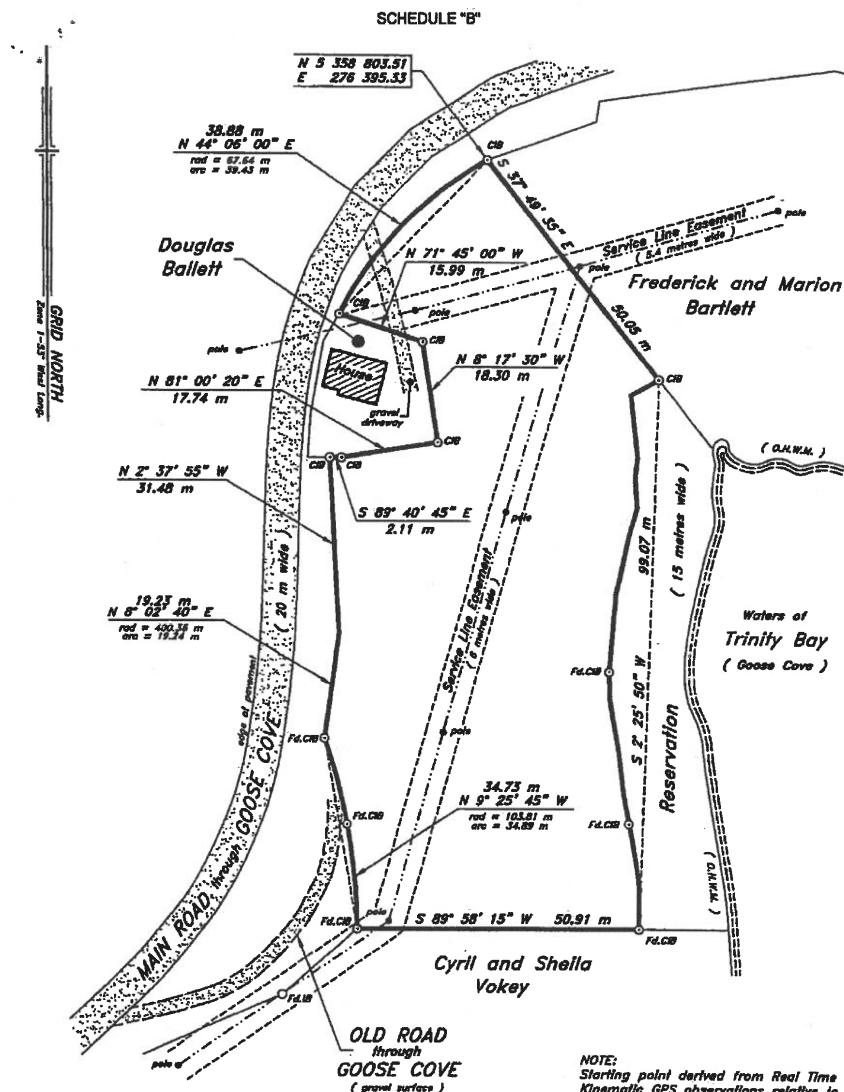 SCHEDULE "B"
N 5 358 803.51
E 276 395.33
38.88 m
N 44° 06' 00" E
rad = 67.64 m
arc = 39.43 m
CIB
S 37° 49' 35" E
50.05 m
pole
Service Line Easement
( 5.4 metres wide )
pole
Douglas
Ballett
N 71° 45' 00" W
15.99 m
Frederick and Marion
Bartlett
GRID NORTH
Zone 1-53° West Long.
CIB
pole
pole
CIB
House
N 8° 17' 30" W
18.30 m
CIB
N 81° 00' 20" E
17.74 m
gravel
driveway
CIB
CIB
CIB
( O.H.W.M. )
N 2° 37' 55" W
31.48 m
S 89° 40' 45" E
2.11 m
pole
99.07 m
( 15 metres wide )
( 20 m wide )
19.23 m
N 8° 02' 40" E
rad = 400.36 m
arc = 19.24 m
Service Line Easement
( 6 metres wide )
Waters of
Trinity Bay
( Goose Cove )
Fd.CIB
S 2° 25' 50" W
Reservation
edge of pavement
Fd.CIB
pole
34.73 m
N 9° 25' 45" W
rad = 103.81 m
arc = 34.89 m
Fd.CIB
( O.H.W.M. )
MAIN ROAD through GOOSE COVE
Fd.CIB
pole
S 89° 58' 15" W 50.91 m
Fd.CIB
Cyril and Sheila
Vokey
Fd.IB
pole
OLD ROAD
through
GOOSE COVE
( gravel surface )
NOTE:
Starting point derived from Real Time
Kinematic GPS observations relative to